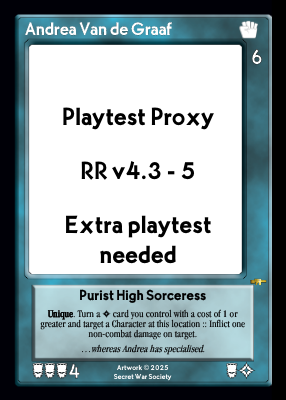 Andrea Van de Graaf
6
Playtest Proxy
RR v4.3 - 5
Extra playtest
needed
Purist High Sorceress
Unique. Turn a card you control with a cost of 1 or
greater and target a Character at this location :: Inflict one
non-combat damage on target.
…whereas Andrea has specialised.
4
Artwork © 2025
Secret War Society